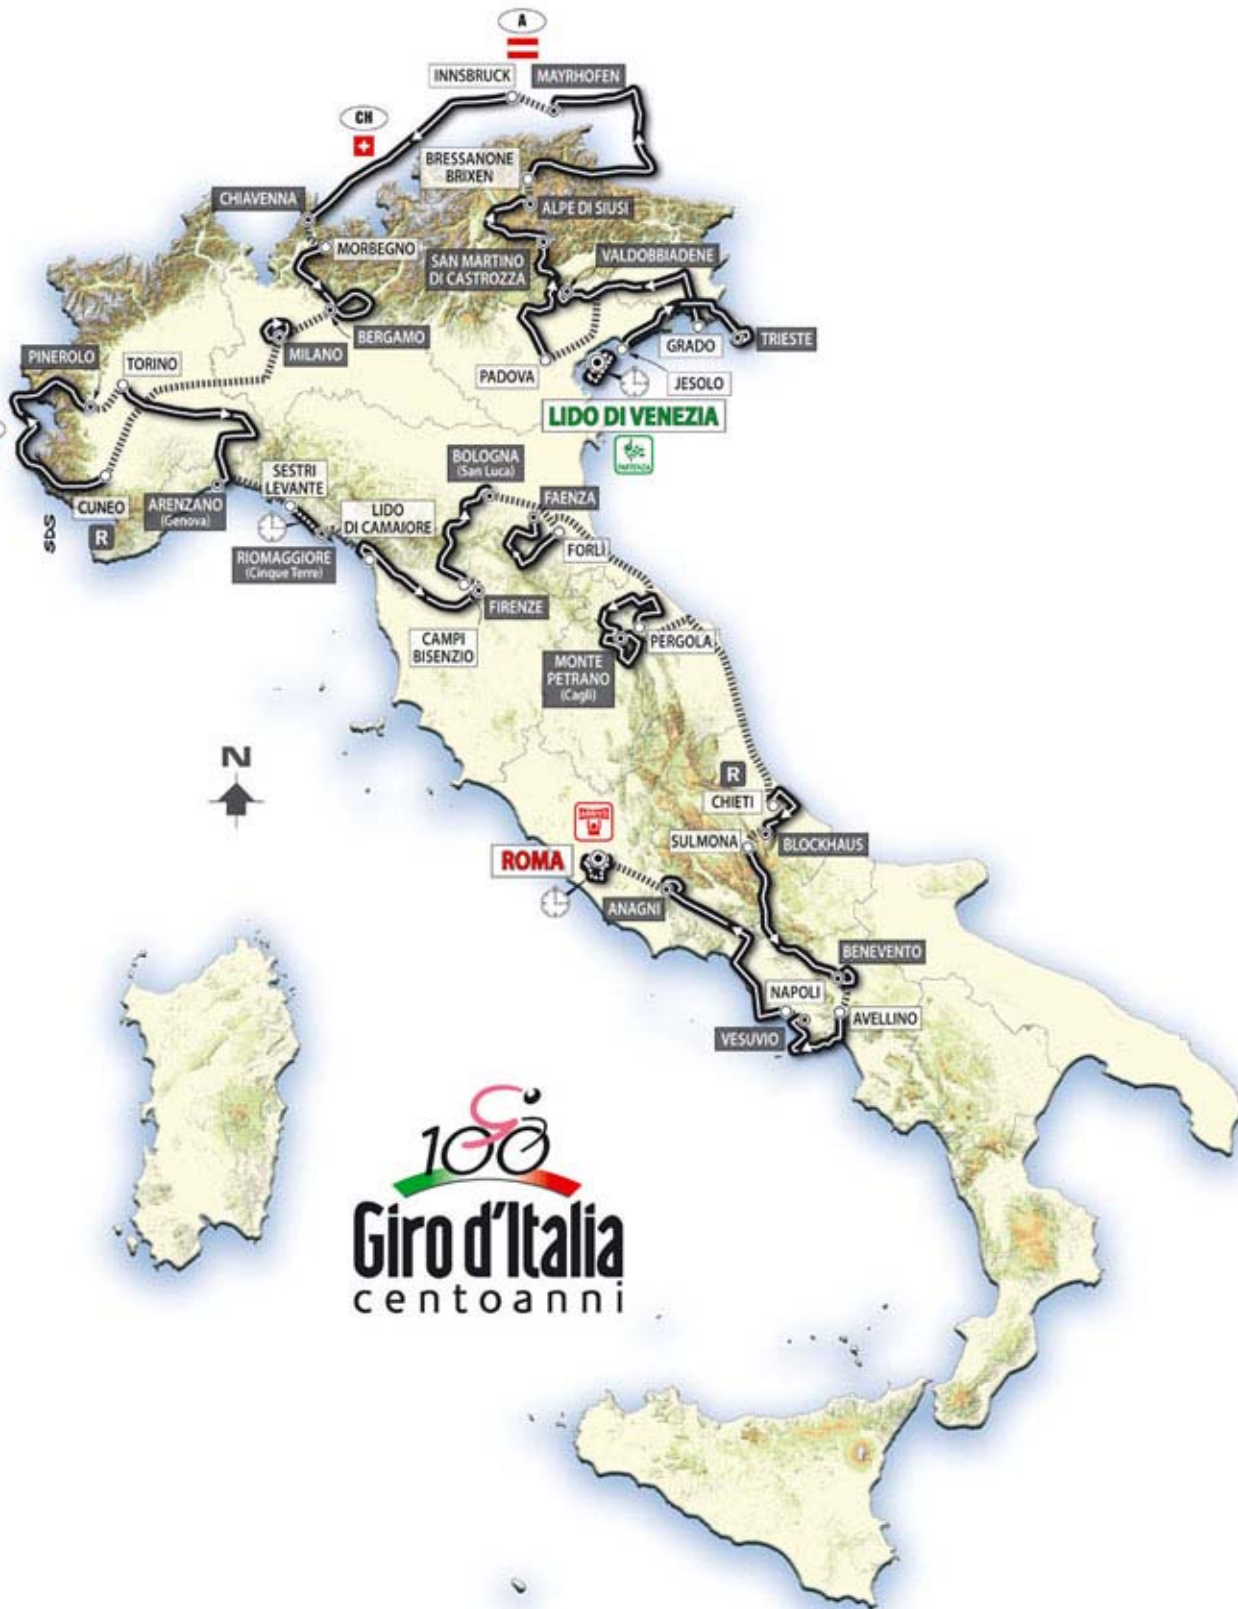 A
INNSBRUCK
MAYRHOFEN
CH
BRESSANONE
BRIXEN
CHIAVENNA
ALPE DI SIUSI
MORBEGNO
SAN MARTINO
DI CASTROZZA
VALDOBBIADENE
BERGAMO
MILANO
PINEROLO
TORINO
PADOVA
GRADO
TRIESTE
JESOLO
LIDO DI VENEZIA
PARTENZA
BOLOGNA
(San Luca)
FAENZA
SESTRI
LEVANTE
CUNEO
ARENZANO
(Genova)
LIDO
DI CAMAIORE
SDS
R
FORLÌ
RIOMAGGIORE
(Cinque Terre)
FIRENZE
CAMPI
BISENZIO
PERGOLA
MONTE
PETRANO
(Cagli)
N
R
CHIETI
ARRIVO
SULMONA
BLOCKHAUS
ROMA
ANAGNI
BENEVENTO
NAPOLI
AVELLINO
VESUVIO
100
Giro d'Italia
centoanni